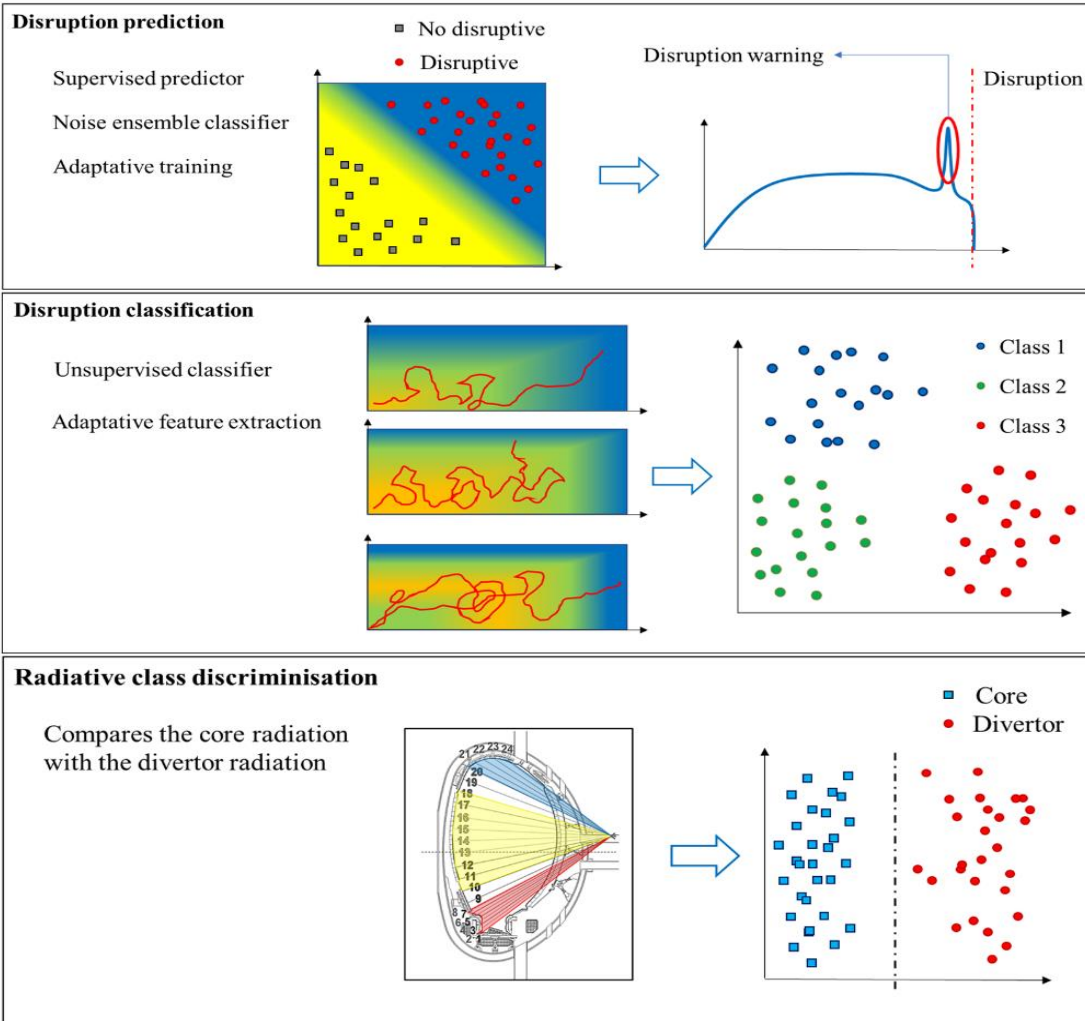 Disruption prediction
Supervised predictor
Noise ensemble classifier
Adaptative training
No disruptive
Disruptive
Disruption warning
Disruption
Disruption classification
Unsupervised classifier
Adaptative feature extraction
Class 1
Class 2
Class 3
Radiative class discriminisation
Compares the core radiation
with the divertor radiation
21 22 23 24
20
19
18
17
16
15
14
13
12
11
10
9
8
7
6 5
4 3
2 1
Core
Divertor